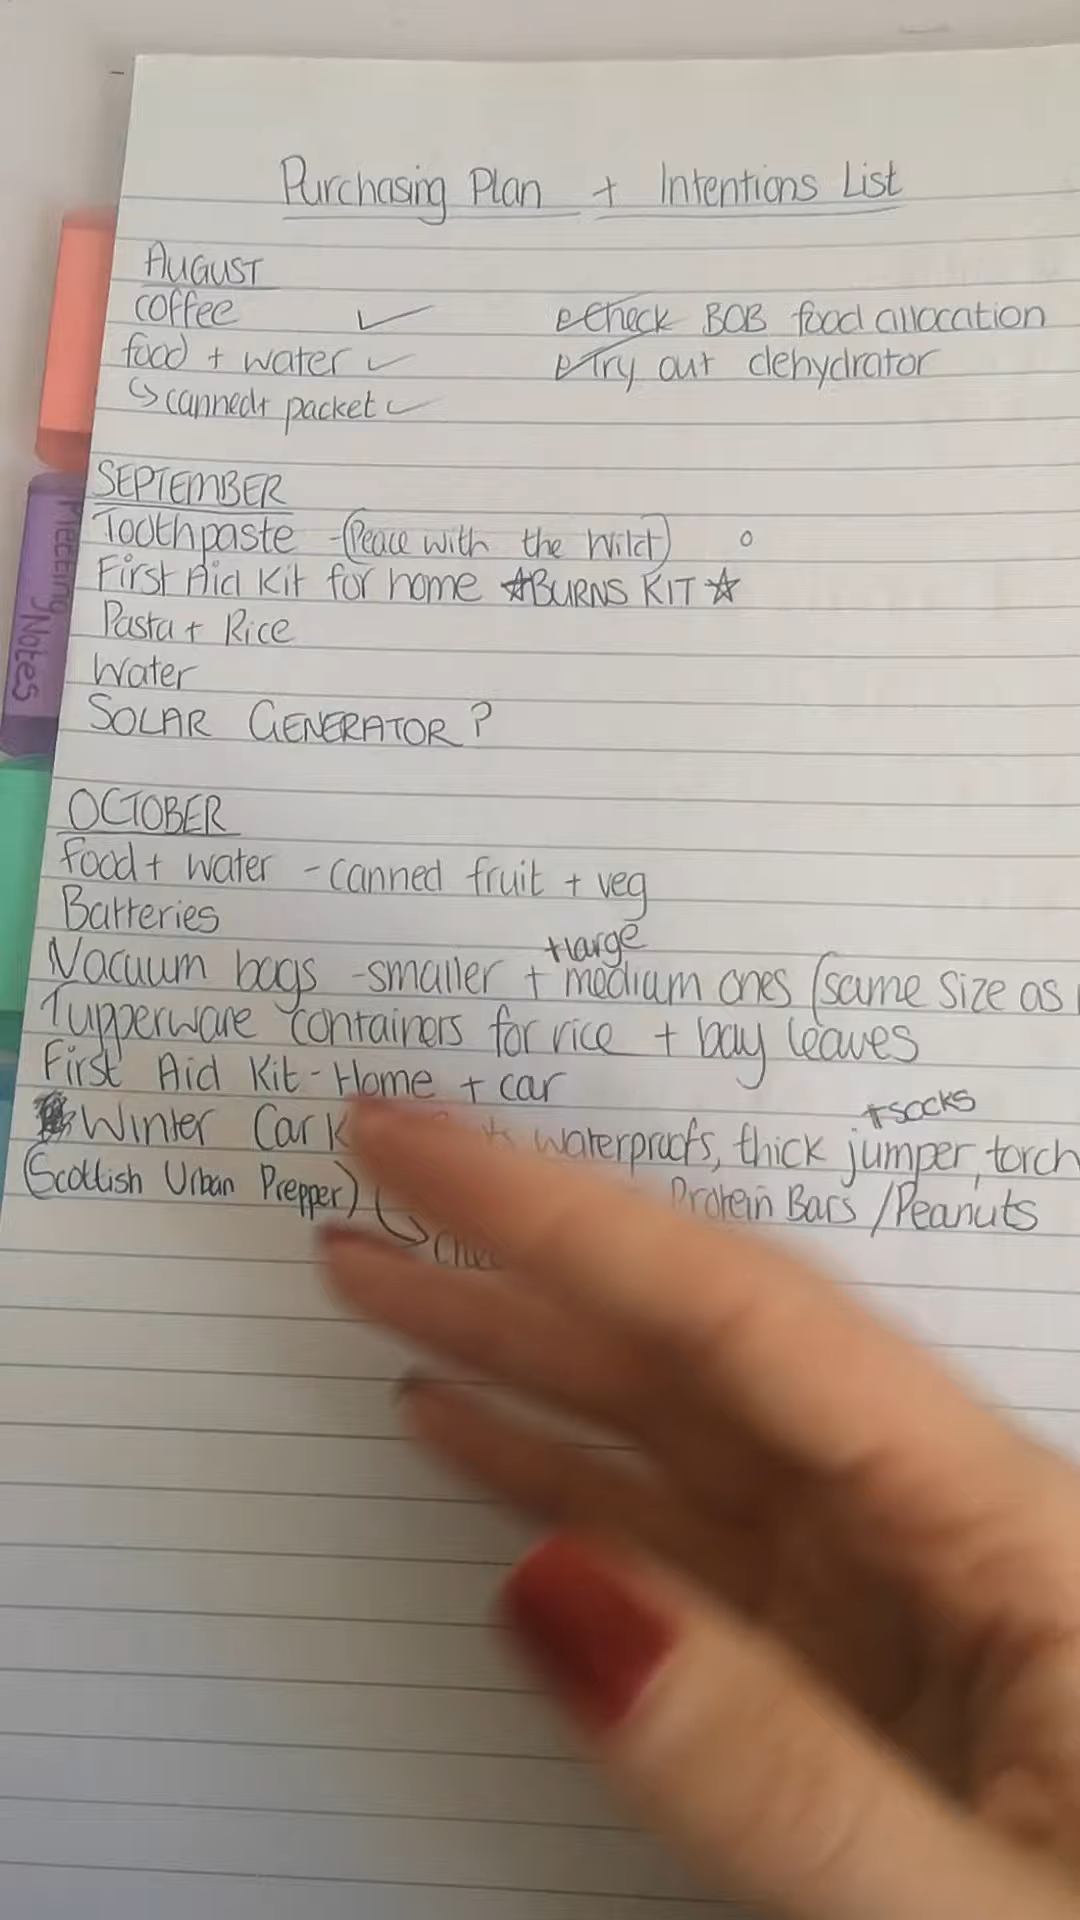 Purchasing Plan + Intentions List
AUGUST
coffee ✓
food + water ✓
↳ canned + packet ✓
Check BOB food allocation
Try out dehydrator
SEPTEMBER
Toothpaste - (Peace with the Wild)
First Aid Kit for home ☆BURNS KIT☆
Pasta + Rice
Water
SOLAR GENERATOR?
OCTOBER
Food + water - canned fruit + veg
Batteries
+large
Vacuum bags - smaller + medium ones (same size as
Tupperware containers for rice + bay leaves
First Aid Kit - Home + car
+socks
Winter Car waterproofs, thick jumper, torch
(Scottish Urban Prepper) Protein Bars / Peanuts
Meeting Notes